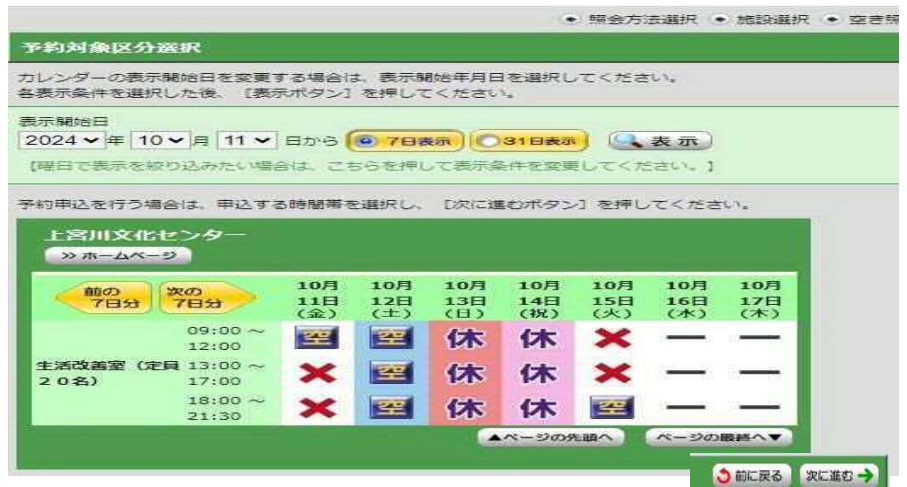 照会方法選択 施設選択 空き照
予約対象区分選択
カレンダーの表示開始日を変更する場合は、表示開始年月日を選択してください。
各表示条件を選択した後、［表示ボタン］を押してください。
表示開始日
2024 年 10 月 11 日から 7日表示 31日表示 表示
【曜日で表示を絞り込みたい場合は、こちらを押して表示条件を変更してください。】
予約申込を行う場合は、申込する時間帯を選択し、［次に進むボタン］を押してください。
上宮川文化センター
≫ ホームページ
前の 次の 10月 10月 10月 10月 10月 10月 10月
7日分 7日分 11日 12日 13日 14日 15日 16日 17日
(金) (土) (日) (祝) (火) (水) (木)
09:00～ 空 空 休 休 × ー ー
12:00
生活改善室（定員 13:00～ × 空 休 休 × ー ー
２０名） 17:00
18:00～ × 空 休 休 空 ー ー
21:30
▲ページの先頭へ ページの最終へ▼
前に戻る 次に進む